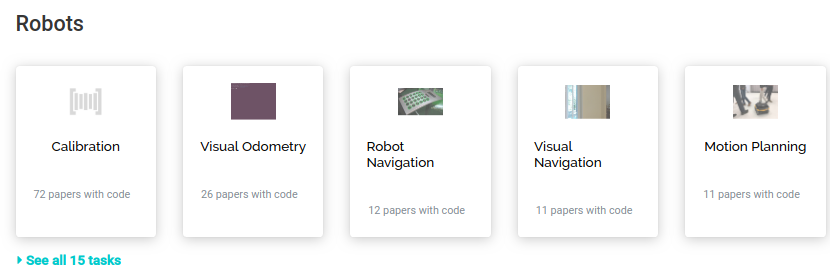 Robots
Calibration
72 papers with code
Visual Odometry
26 papers with code
Robot
Navigation
12 papers with code
Visual
Navigation
11 papers with code
Motion Planning
11 papers with code
See all 15 tasks